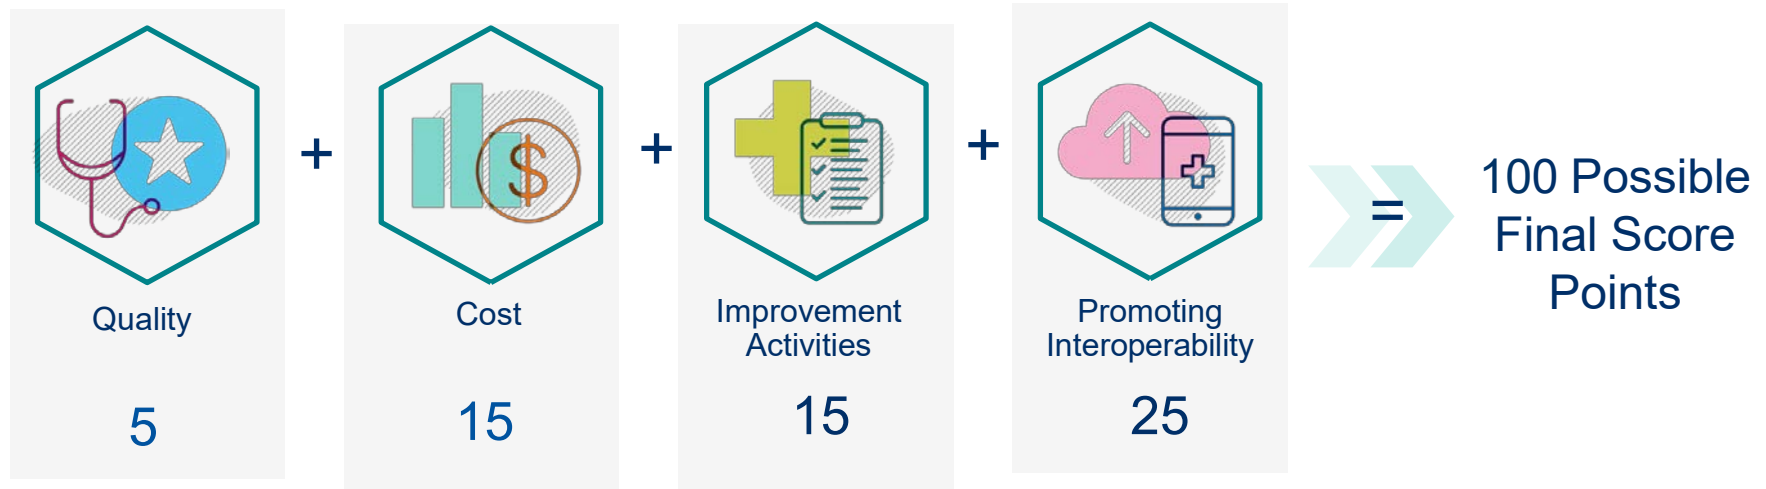 Quality
5
+
Cost
15
+
Improvement
Activities
15
+
Promoting
Interoperability
25
=
100 Possible
Final Score
Points